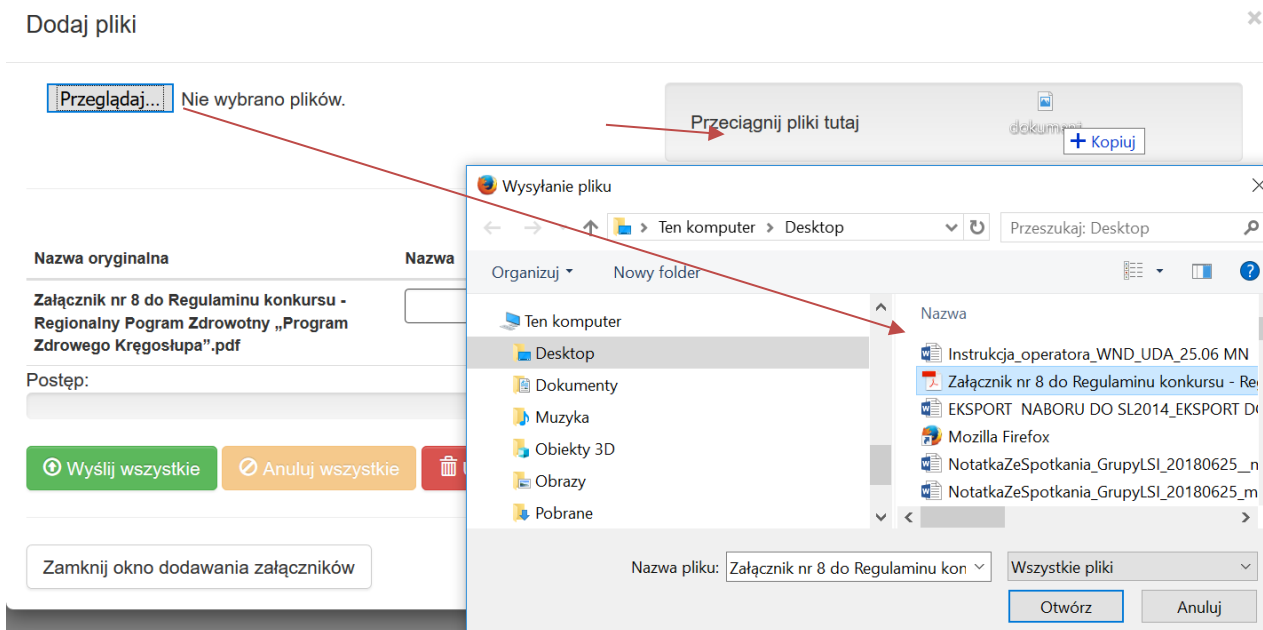 Dodaj pliki
×
Przeglądaj... Nie wybrano plików.
Przeciągnij pliki tutaj
dokument
+ Kopiuj
Nazwa oryginalna
Nazwa
Załącznik nr 8 do Regulaminu konkursu -
Regionalny Pogram Zdrowotny „Program
Zdrowego Kręgosłupa”.pdf
Postęp:
Wyślij wszystkie
Anuluj wszystkie
Zamknij okno dodawania załączników
Wysyłanie pliku
Ten komputer > Desktop
Przeszukaj: Desktop
Organizuj
Nowy folder
Ten komputer
Desktop
Dokumenty
Muzyka
Obiekty 3D
Obrazy
Pobrane
Nazwa
Instrukcja_operatora_WND_UDA_25.06 MN
Załącznik nr 8 do Regulaminu konkursu - Re
EKSPORT NABORU DO SL2014_EKSPORT
Mozilla Firefox
NotatkaZeSpotkania_GrupyLSI_20180625__
NotatkaZeSpotkania_GrupyLSI_20180625_m
Nazwa pliku: Załącznik nr 8 do Regulaminu kon
Wszystkie pliki
Otwórz
Anuluj